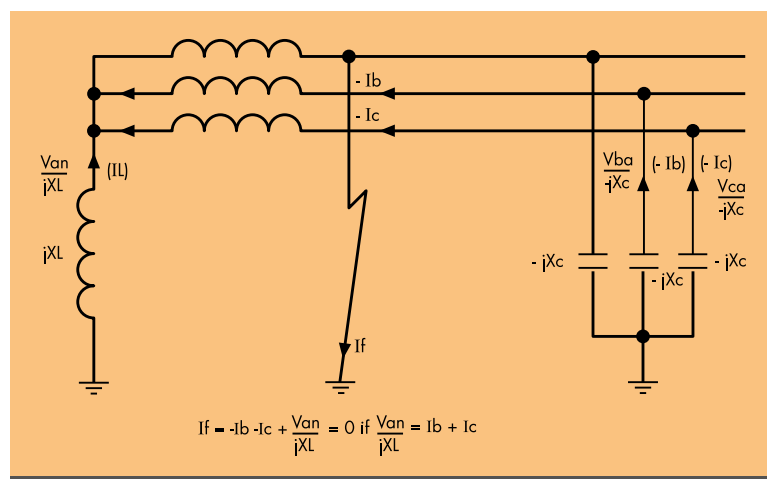 - Ib
- Ic
Van
jXL
(IL)
Vba
-jXc
(- Ib)
(- Ic)
Vca
-jXc
jXL
- jXc
- jXc
- jXc
If
If = -Ib -Ic + Van/jXL = 0 if Van/jXL = Ib + Ic